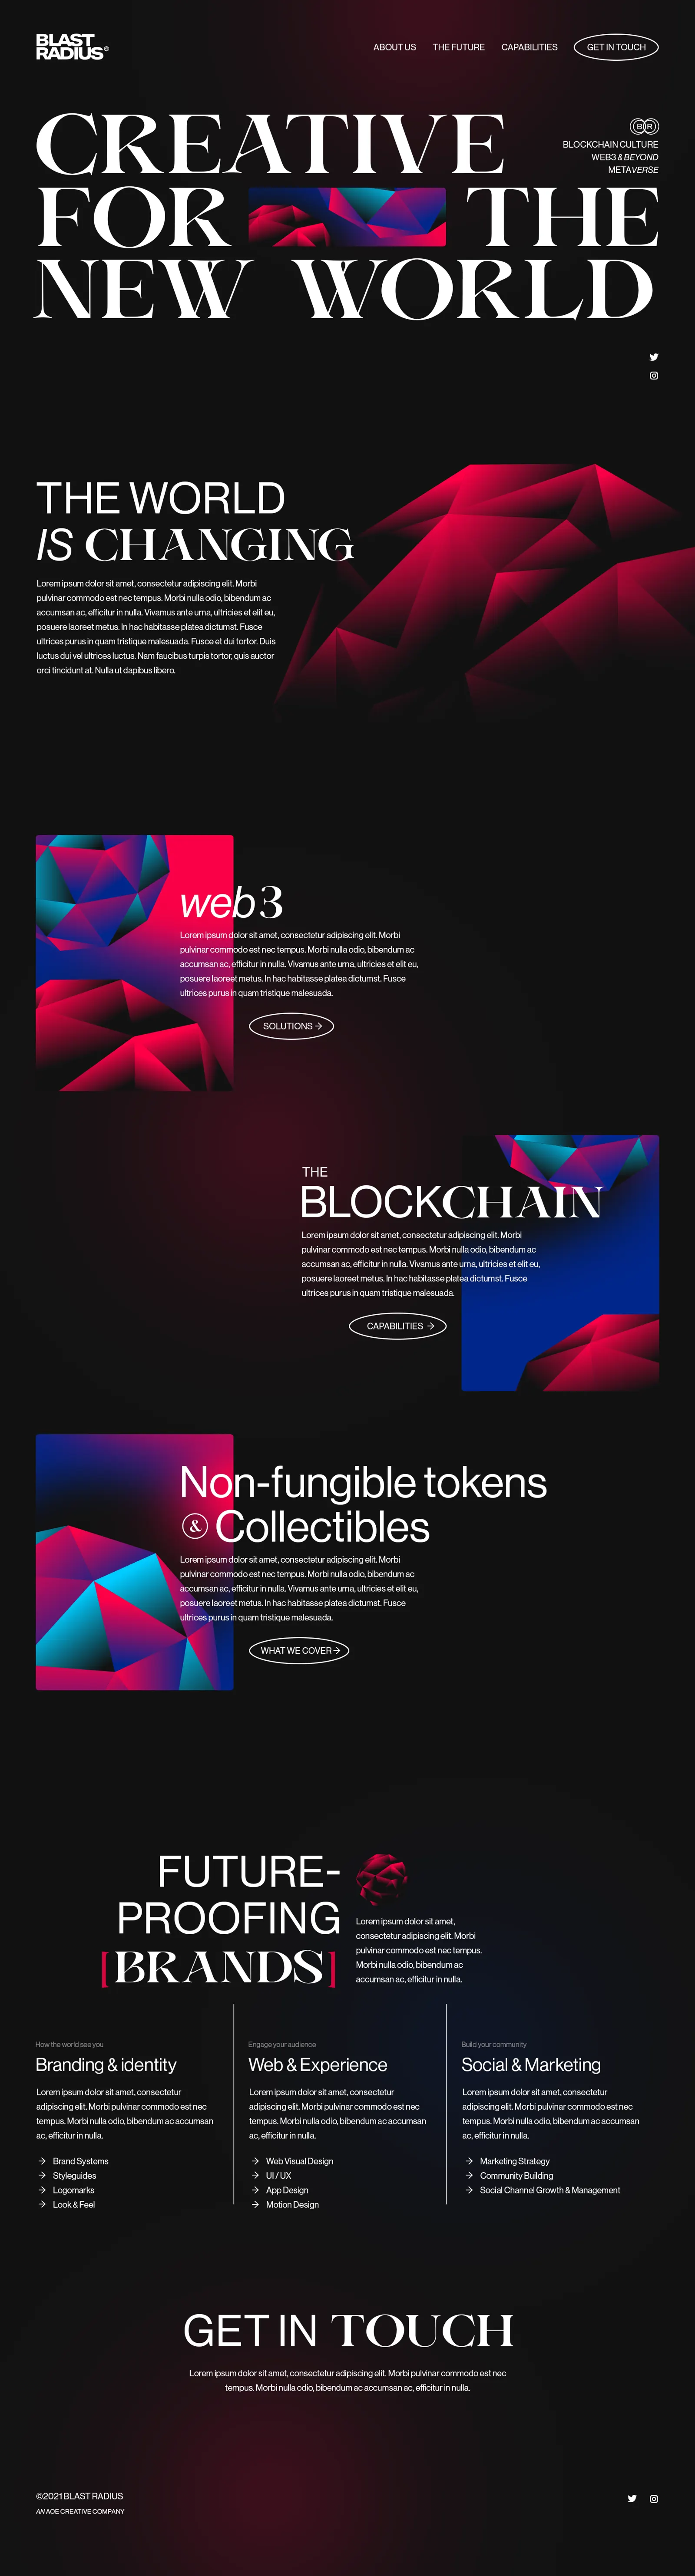 BLAST
RADIUS®
ABOUT US THE FUTURE CAPABILITIES GET IN TOUCH
CREATIVE
FOR THE
NEW WORLD
BR
BLOCKCHAIN CULTURE
WEB3 & BEYOND
METAVERSE
THE WORLD
IS CHANGING
Lorem ipsum dolor sit amet, consectetur adipiscing elit. Morbi
pulvinar commodo est nec tempus. Morbi nulla odio, bibendum ac
accumsan ac, efficitur in nulla. Vivamus ante urna, ultricies et elit eu,
posuere laoreet metus. In hac habitasse platea dictumst. Fusce
ultrices purus in quam tristique malesuada. Fusce et dui tortor. Duis
luctus dui vel ultrices luctus. Nam faucibus turpis tortor, quis auctor
orci tincidunt at. Nulla ut dapibus libero.
web3
Lorem ipsum dolor sit amet, consectetur adipiscing elit. Morbi
pulvinar commodo est nec tempus. Morbi nulla odio, bibendum ac
accumsan ac, efficitur in nulla. Vivamus ante urna, ultricies et elit eu,
posuere laoreet metus. In hac habitasse platea dictumst. Fusce
ultrices purus in quam tristique malesuada.
SOLUTIONS →
THE
BLOCKCHAIN
Lorem ipsum dolor sit amet, consectetur adipiscing elit. Morbi
pulvinar commodo est nec tempus. Morbi nulla odio, bibendum ac
accumsan ac, efficitur in nulla. Vivamus ante urna, ultricies et elit eu,
posuere laoreet metus. In hac habitasse platea dictumst. Fusce
ultrices purus in quam tristique malesuada.
CAPABILITIES →
Non-fungible tokens
& Collectibles
Lorem ipsum dolor sit amet, consectetur adipiscing elit. Morbi
pulvinar commodo est nec tempus. Morbi nulla odio, bibendum ac
accumsan ac, efficitur in nulla. Vivamus ante urna, ultricies et elit eu,
posuere laoreet metus. In hac habitasse platea dictumst. Fusce
ultrices purus in quam tristique malesuada.
WHAT WE COVER →
FUTURE-
PROOFING
[BRANDS]
Lorem ipsum dolor sit amet,
consectetur adipiscing elit. Morbi
pulvinar commodo est nec tempus.
Morbi nulla odio, bibendum ac
accumsan ac, efficitur in nulla.
How the world see you
Branding & identity
Lorem ipsum dolor sit amet, consectetur
adipiscing elit. Morbi pulvinar commodo est nec
tempus. Morbi nulla odio, bibendum ac accumsan
ac, efficitur in nulla.
→ Brand Systems
→ Styleguides
→ Logomarks
→ Look & Feel
Engage your audience
Web & Experience
Lorem ipsum dolor sit amet, consectetur
adipiscing elit. Morbi pulvinar commodo est nec
tempus. Morbi nulla odio, bibendum ac accumsan
ac, efficitur in nulla.
→ Web Visual Design
→ UI / UX
→ App Design
→ Motion Design
Build your community
Social & Marketing
Lorem ipsum dolor sit amet, consectetur
adipiscing elit. Morbi pulvinar commodo est nec
tempus. Morbi nulla odio, bibendum ac accumsan
ac, efficitur in nulla.
→ Marketing Strategy
→ Community Building
→ Social Channel Growth & Management
GET IN TOUCH
Lorem ipsum dolor sit amet, consectetur adipiscing elit. Morbi pulvinar commodo est nec
tempus. Morbi nulla odio, bibendum ac accumsan ac, efficitur in nulla.
©2021 BLAST RADIUS
AN AOE CREATIVE COMPANY